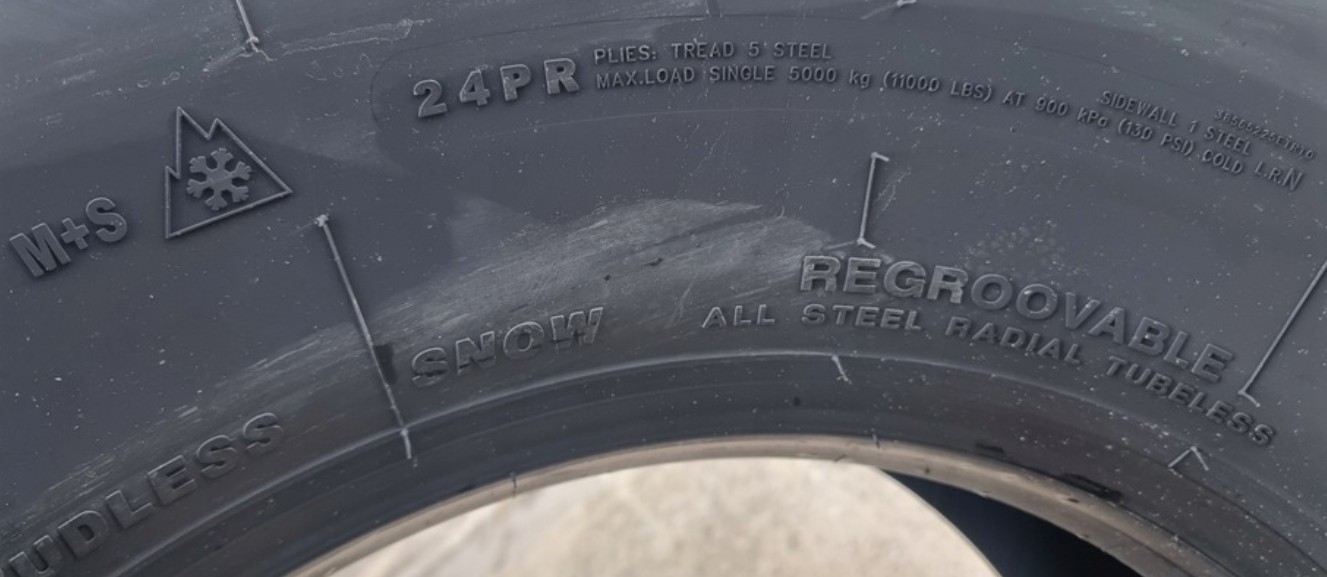 24PR
PLIES: TREAD 5 STEEL
SIDEWALL 1 STEEL
MAX.LOAD SINGLE 5000 kg (11000 LBS) AT 900 kPa (130 PSI) COLD L.R.N
M+S
REGROOVABLE
ALL STEEL RADIAL TUBELESS
SNOW
UDLESS